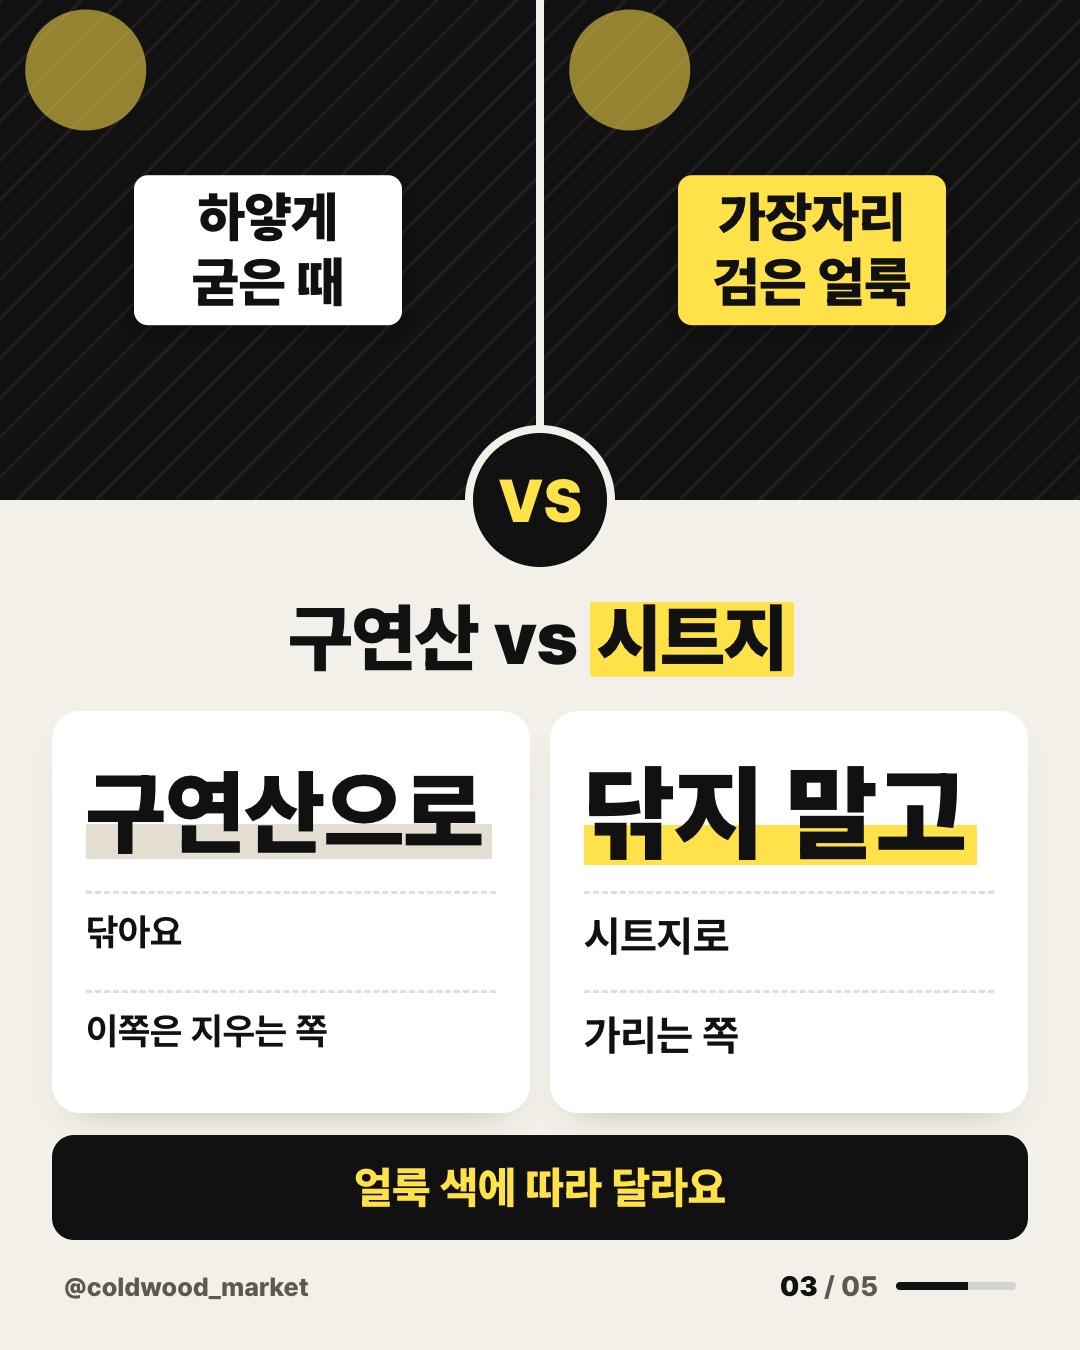 하얗게
굳은 때
가장자리
검은 얼룩
VS
구연산 vs 시트지
구연산으로
닦아요
이쪽은 지우는 쪽
닦지 말고
시트지로
가리는 쪽
얼룩 색에 따라 달라요
@coldwood_market
03 / 05